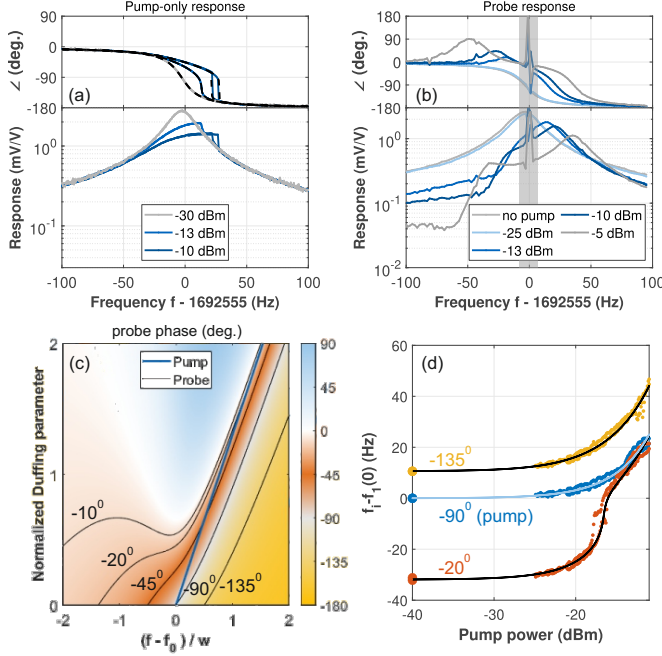 Pump-only response
90
0
-90
-180
∠ (deg.)
(a)
10⁰
10⁻¹
Response (mV/V)
-30 dBm
-13 dBm
-10 dBm
-100 -50 0 50 100
Frequency f - 1692555 (Hz)
Probe response
180
90
0
-90
180
∠ (deg.)
(b)
10⁰
10⁻¹
10⁻²
Response (mV/V)
no pump
-25 dBm
-13 dBm
-10 dBm
-5 dBm
-100 -50 0 50 100
Frequency f - 1692555 (Hz)
probe phase (deg.)
(c)
Pump
Probe
2
1
0
Normalized Duffing parameter
-10⁰
-20⁰
-45⁰
-90⁰
-135⁰
-2 -1 0 1 2
(f - f₀) / w
90
45
0
-45
-90
-135
-180
(d)
60
40
20
0
-20
-40
fᵢ-f₁(0) (Hz)
-135⁰
-90⁰ (pump)
-20⁰
-40 -30 -20
Pump power (dBm)